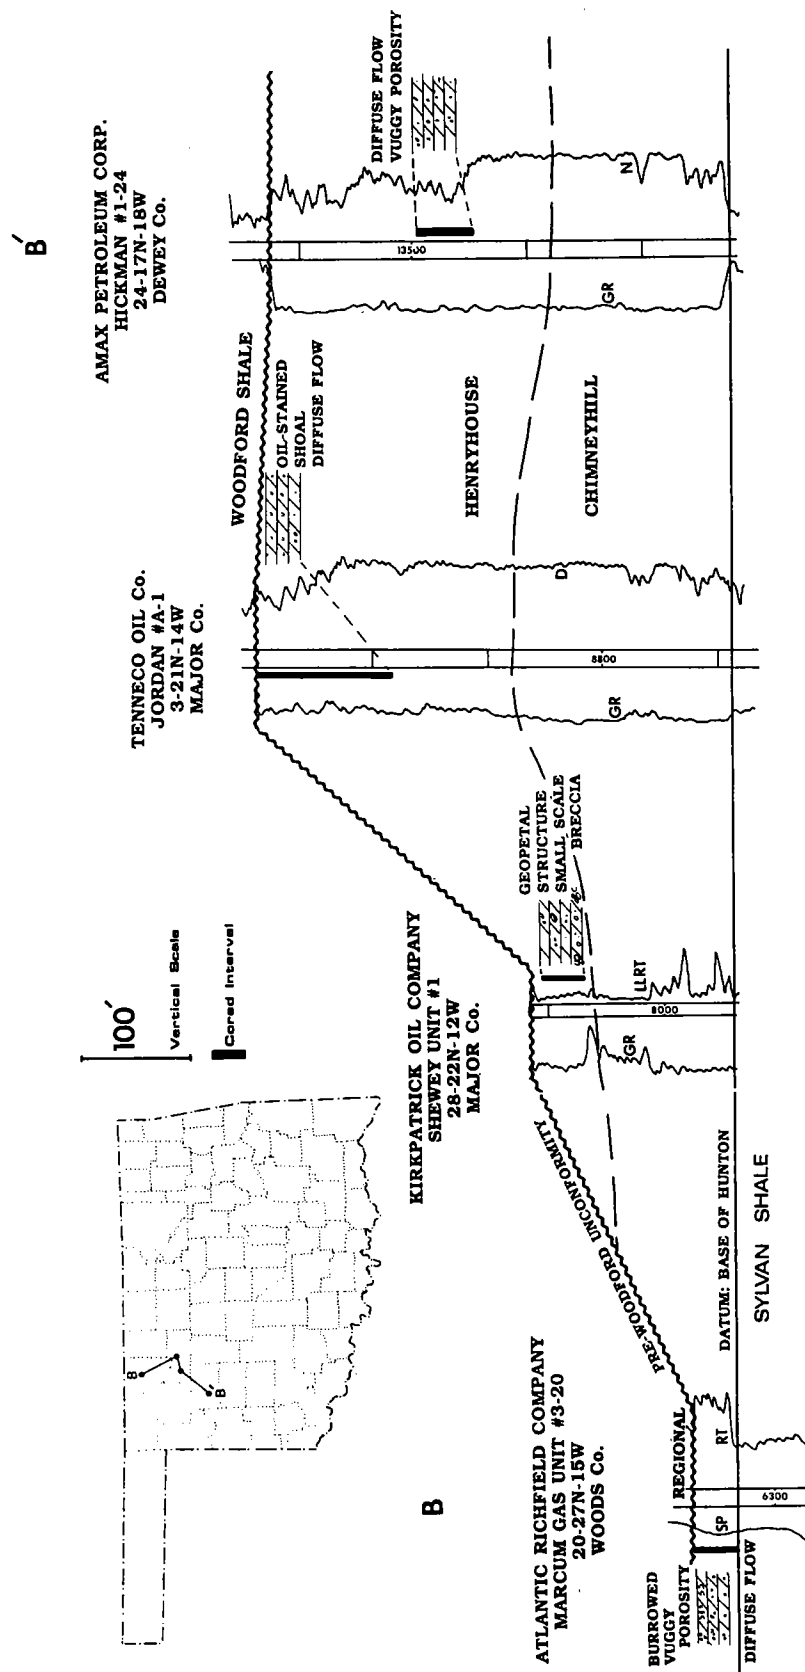 B
B′
100′
Vertical Scale
Cored Interval
B
B′
ATLANTIC RICHFIELD COMPANY
MARCUM GAS UNIT #3-20
20-27N-15W
WOODS Co.
KIRKPATRICK OIL COMPANY
SHEWEY UNIT #1
28-22N-12W
MAJOR Co.
TENNECO OIL Co.
JORDAN #A-1
3-21N-14W
MAJOR Co.
AMAX PETROLEUM CORP.
HICKMAN #1-24
24-17N-18W
DEWEY Co.
BURROWED
VUGGY
POROSITY
DIFFUSE FLOW
SP
6300
RT
REGIONAL
PRE-WOODFORD UNCONFORMITY
DATUM: BASE OF HUNTON
SYLVAN SHALE
GR
8000
LLRT
GEOPETAL
STRUCTURE
SMALL SCALE
BRECCIA
GR
8800
D
WOODFORD SHALE
OIL-STAINED
SHOAL
DIFFUSE FLOW
HENRYHOUSE
CHIMNEYHILL
GR
13500
N
DIFFUSE FLOW
VUGGY POROSITY